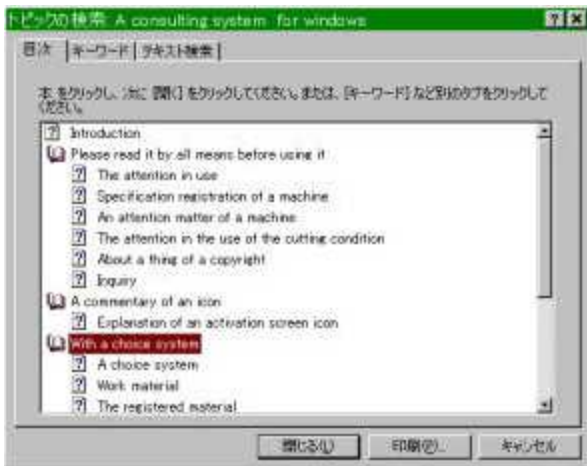 トピックの検索: A consulting system for windows
目次 キーワード テキスト検索
本 をクリックし、次に [開く] をクリックしてください。または、[キーワード] など別のタブをクリックして
ください。
Introduction
Please read it by all means before using it
The attention in use
Specification registration of a machine
An attention matter of a machine
The attention in the use of the cutting condition
About a thing of a copyright
Inquiry
A commentary of an icon
Explanation of an activation screen icon
With a choice system
A choice system
Work material
The registered material
閉じる(L) 印刷(P)... キャンセル